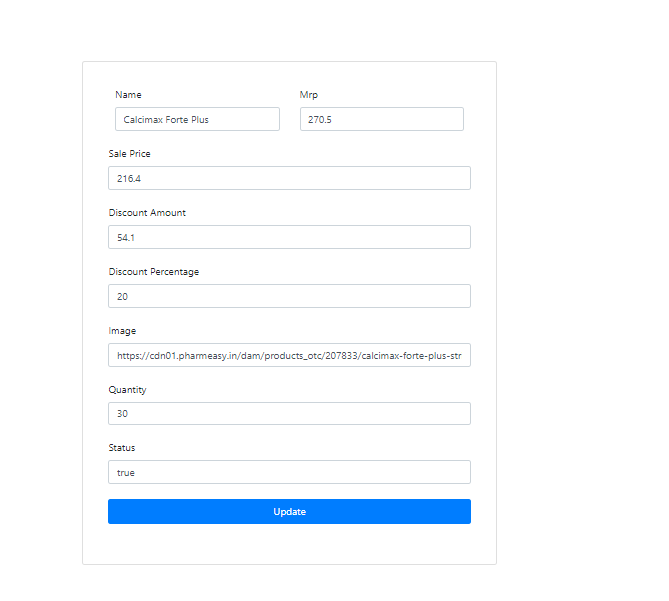 Name Mrp
Calcimax Forte Plus 270.5
Sale Price
216.4
Discount Amount
54.1
Discount Percentage
20
Image
https://cdn01.pharmeasy.in/dam/products_otc/207833/calcimax-forte-plus-str
Quantity
30
Status
true
Update